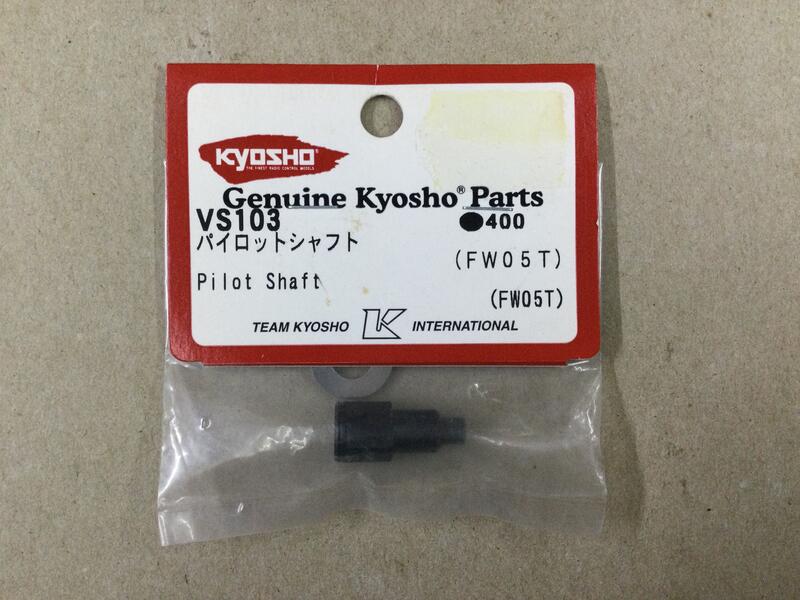 KYOSHO
THE FINEST RADIO CONTROL MODELS
Genuine Kyosho® Parts
VS103 ●400
パイロットシャフト (FW05T)
Pilot Shaft (FW05T)
TEAM KYOSHO K INTERNATIONAL